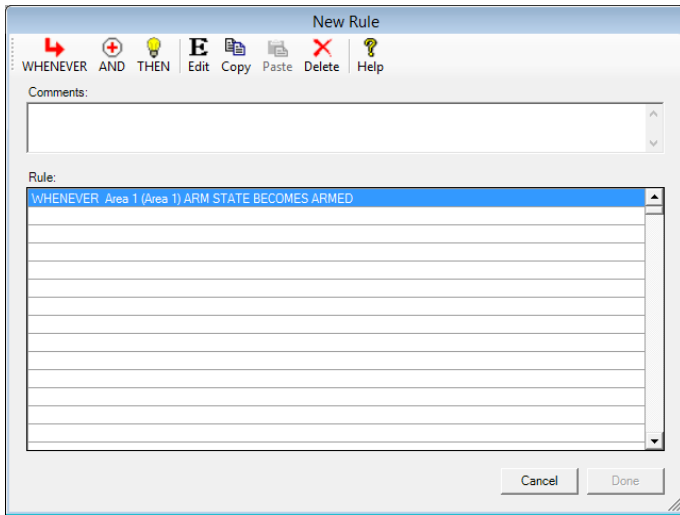 New Rule
WHENEVER AND THEN Edit Copy Paste Delete Help
Comments:
Rule:
WHENEVER Area 1 (Area 1) ARM STATE BECOMES ARMED
Cancel Done